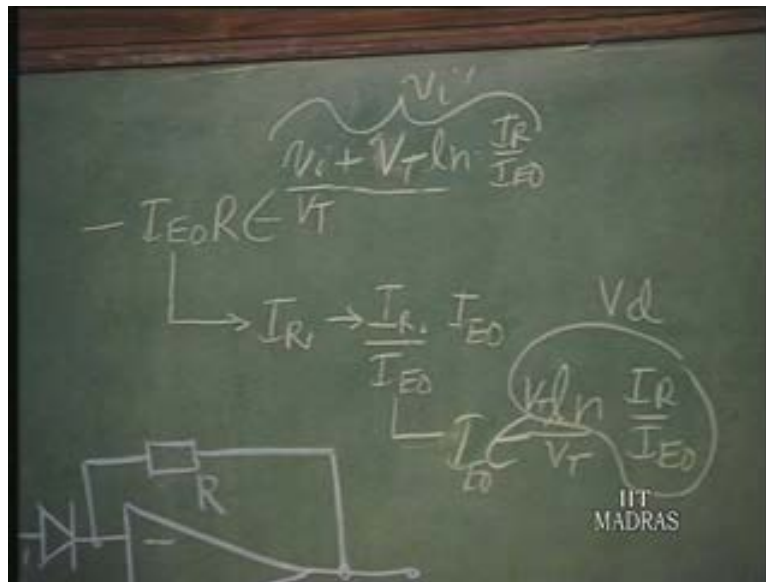 Vi'
Vi + VT ln IR
IEO
VT
- IEO R e
IR, → IR, IEO
IEO
Vd
IEO e VT ln IR
VT IEO
R
-
IIT
MADRAS